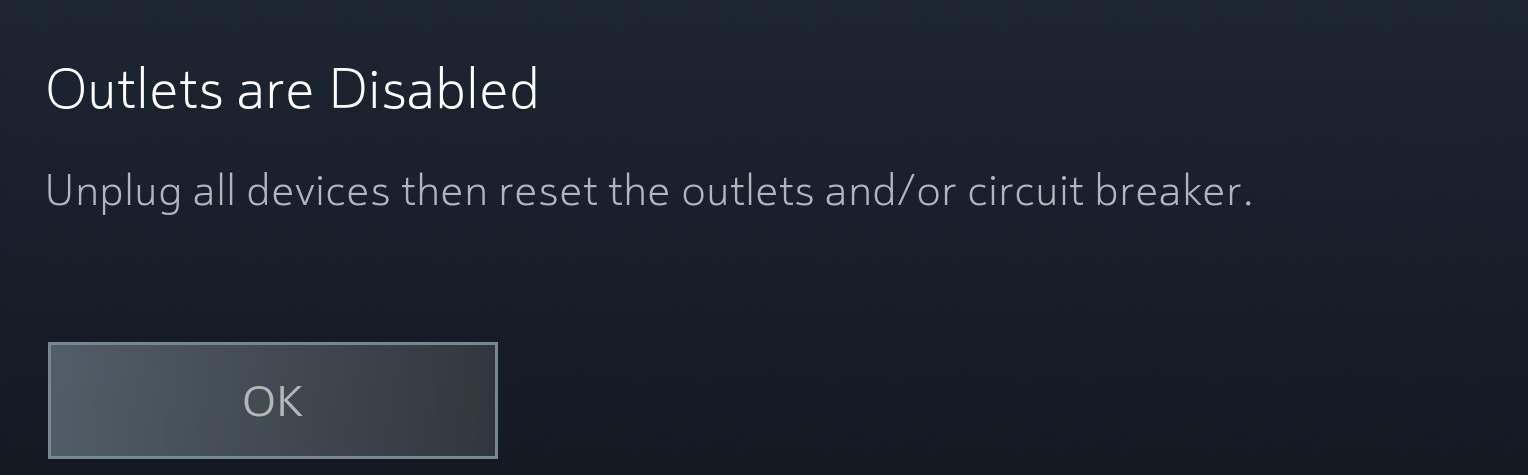 Outlets are Disabled
Unplug all devices then reset the outlets and/or circuit breaker.
OK